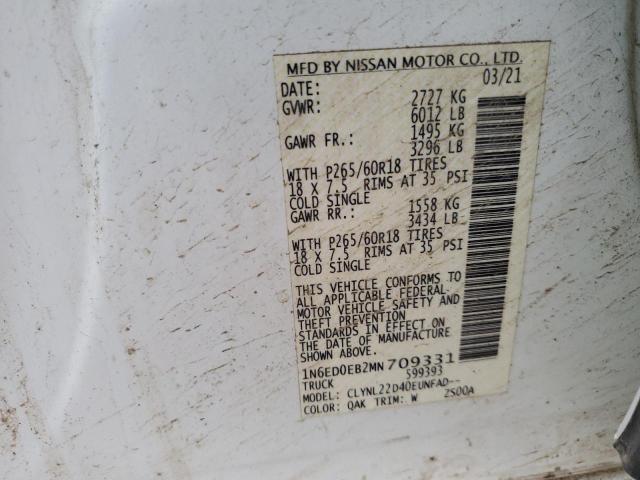 MFD BY NISSAN MOTOR CO., LTD.
DATE: 03/21
GVWR: 2727 KG
6012 LB
GAWR FR.: 1495 KG
3296 LB
WITH P265/60R18 TIRES
18 X 7.5 RIMS AT 35 PSI
COLD SINGLE
GAWR RR.: 1558 KG
3434 LB
WITH P265/60R18 TIRES
18 X 7.5 RIMS AT 35 PSI
COLD SINGLE
THIS VEHICLE CONFORMS TO
ALL APPLICABLE FEDERAL
MOTOR VEHICLE SAFETY AND
THEFT PREVENTION
STANDARDS IN EFFECT ON
THE DATE OF MANUFACTURE
SHOWN ABOVE.
1N6ED0EB2MN709331
TRUCK 599393
MODEL: CLYNL22D40EUNFAD--
COLOR: QAK TRIM: W 2S00A